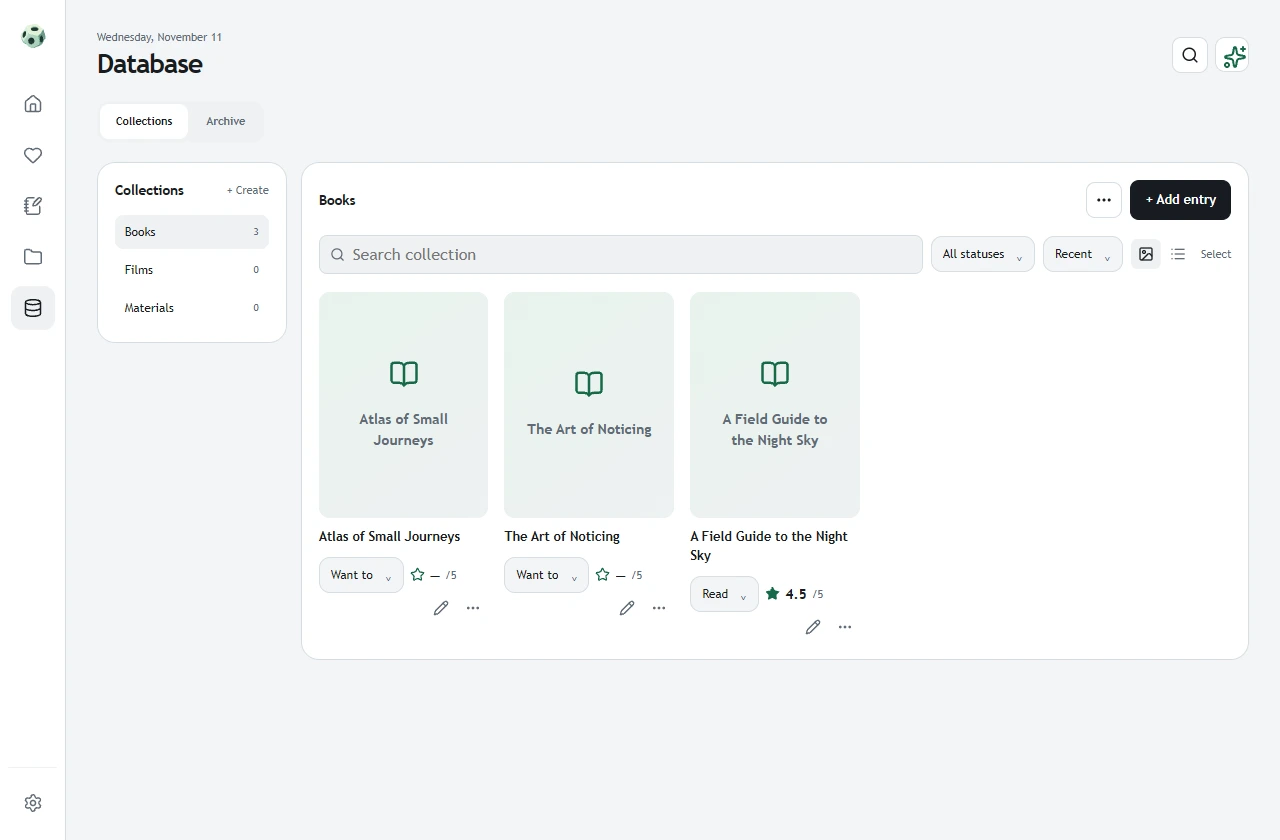 Wednesday, November 11
Database
Collections
Archive
Collections
+ Create
Books
3
Films
0
Materials
0
Books
+ Add entry
Search collection
All statuses
Recent
Select
Atlas of Small
Journeys
The Art of Noticing
A Field Guide to
the Night Sky
Atlas of Small Journeys
Want to
— /5
The Art of Noticing
Want to
— /5
A Field Guide to the Night
Sky
Read
4.5 /5